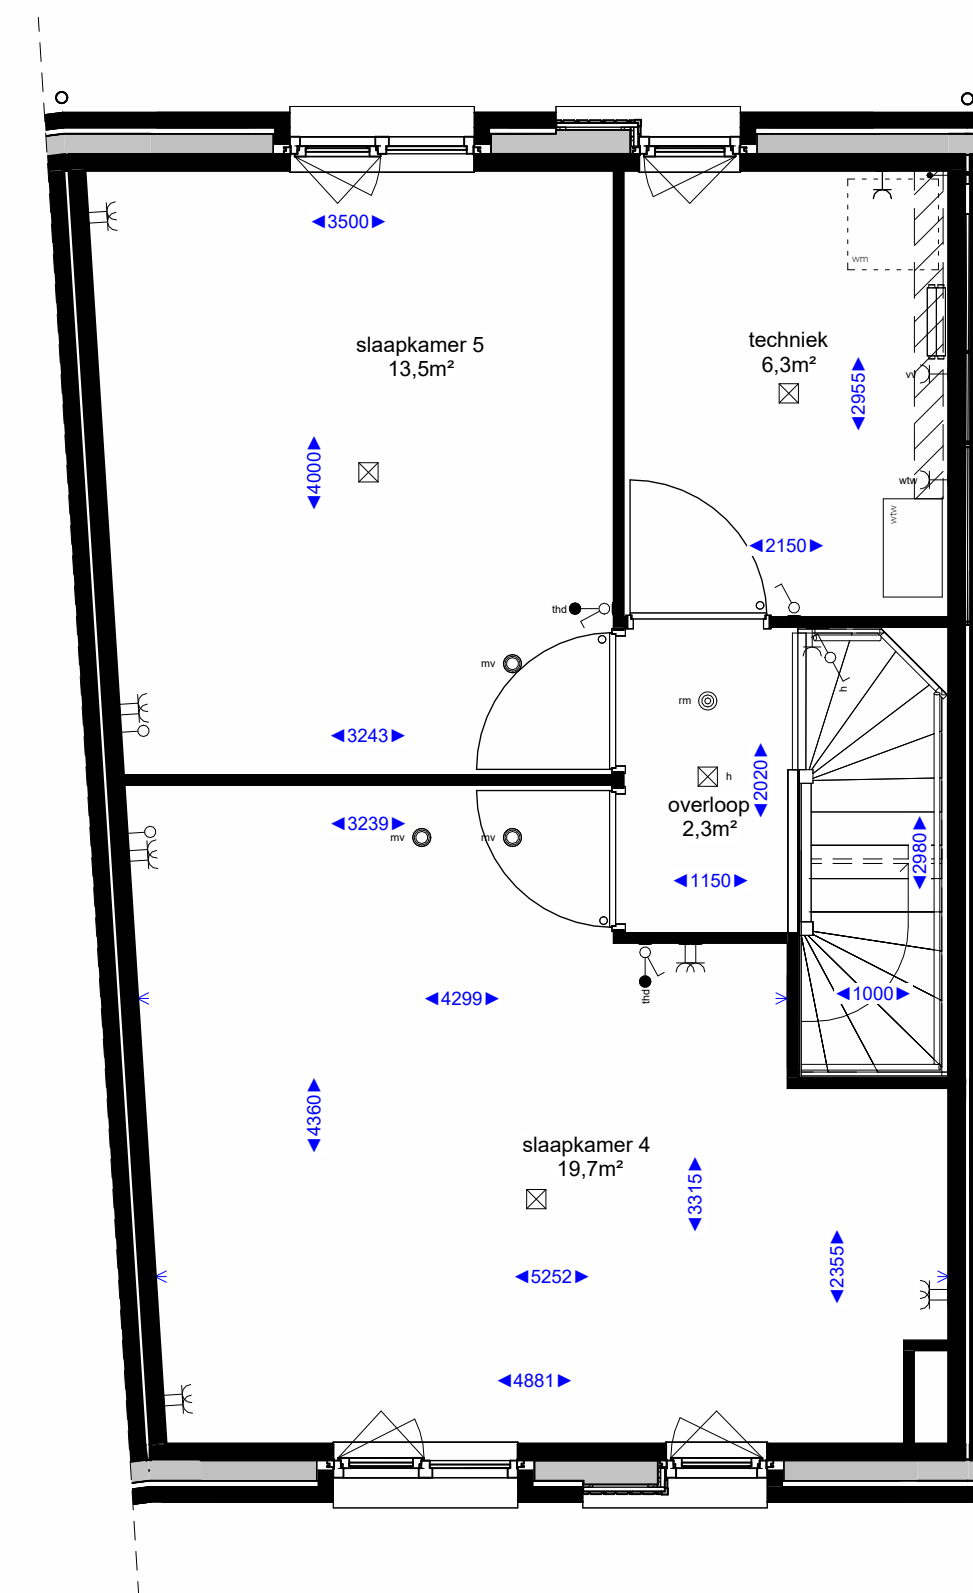 3500
wm
techniek
6,3m²
slaapkamer 5
13,5m²
2955
vv
4000
wtw
wtw
2150
thd
mv
h
rm
3243
2020
h
overloop
2,3m²
3239
mv
mv
2980
1150
thd
4299
1000
4360
slaapkamer 4
19,7m²
3315
2355
5252
4881